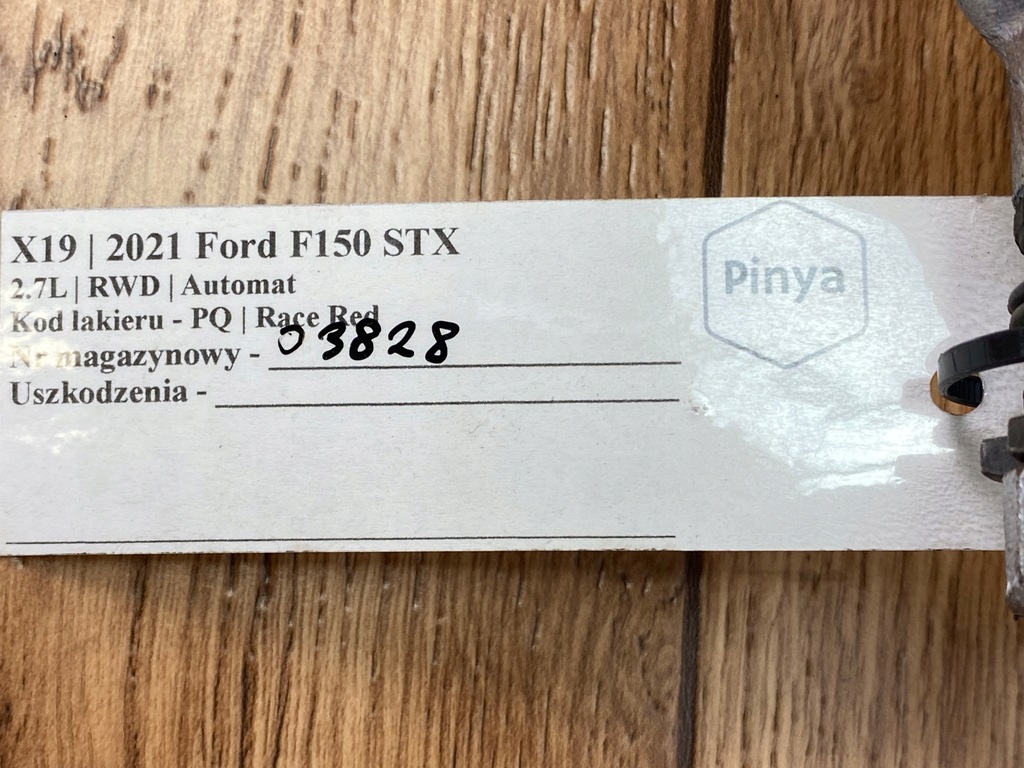 X19 | 2021 Ford F150 STX
2.7L | RWD | Automat
Kod lakieru - PQ | Race Red
Nr magazynowy - 03828
Uszkodzenia -
Pinya